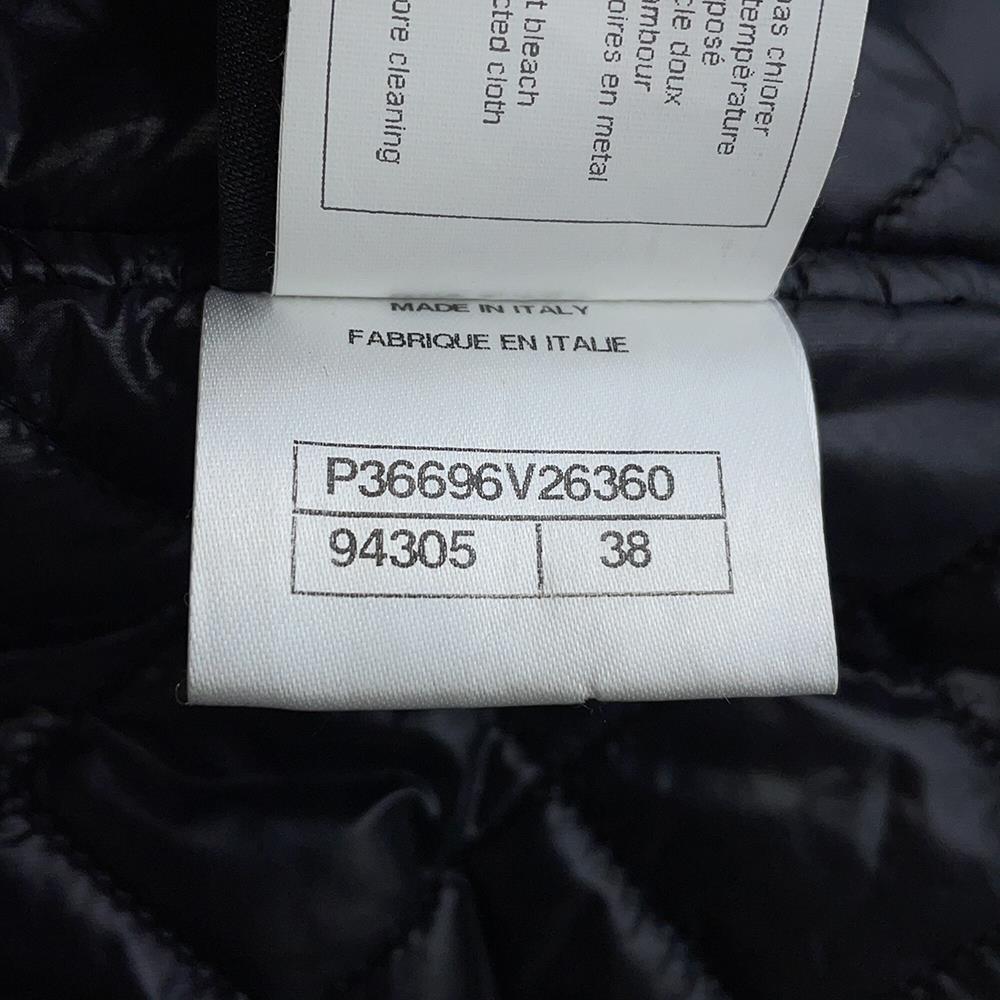 pas chlorer
température
posé
cle doux
ambour
oires en metal
t bleach
cted cloth
ore cleaning
MADE IN ITALY
FABRIQUE EN ITALIE
P36696V26360
94305 38